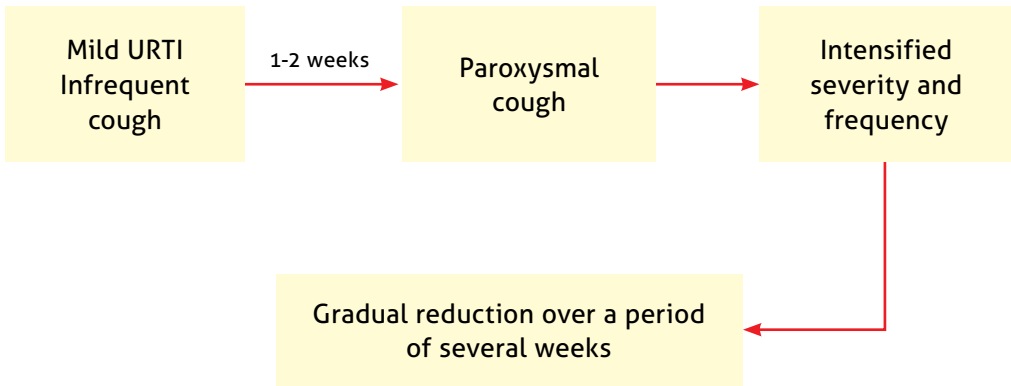 Mild URTI
Infrequent
cough
1-2 weeks
Paroxysmal
cough
Intensified
severity and
frequency
Gradual reduction over a period
of several weeks